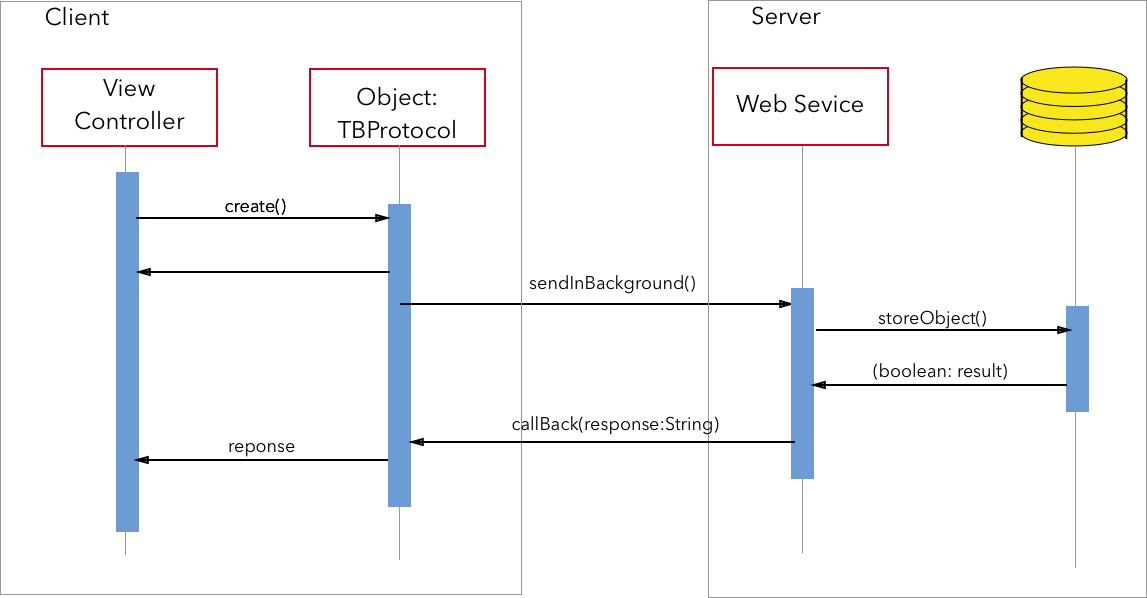 Client
Server
View
Controller
Object:
TBProtocol
Web Sevice
create()
sendInBackground()
storeObject()
(boolean: result)
callBack(response:String)
reponse